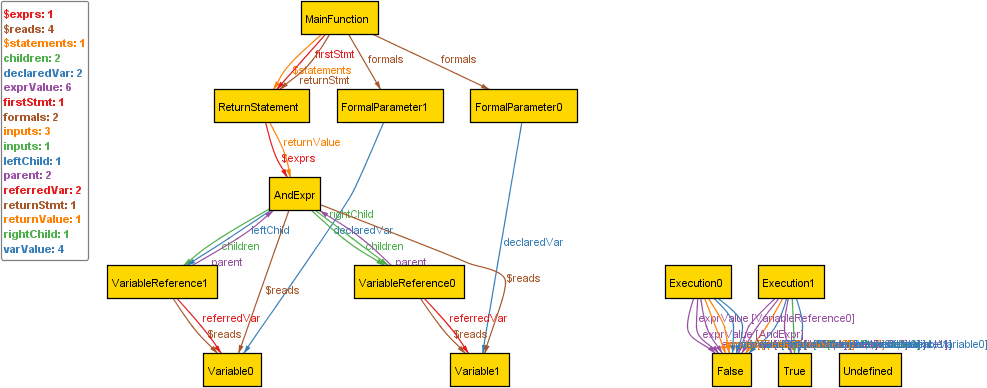 $exprs: 1
$reads: 4
$statements: 1
children: 2
declaredVar: 2
exprValue: 6
firstStmt: 1
formals: 2
inputs: 3
inputs: 1
leftChild: 1
parent: 2
referredVar: 2
returnStmt: 1
returnValue: 1
rightChild: 1
varValue: 4
MainFunction
firstStmt
formals
formals
$statements
returnStmt
ReturnStatement
FormalParameter1
FormalParameter0
returnValue
$exprs
AndExpr
rightChild
leftChild
declaredVar
declaredVar
children
children
parent
parent
VariableReference1
VariableReference0
Execution0
Execution1
$reads
$reads
referredVar
referredVar
exprValue [VariableReference0]
$reads
$reads
exprValue [AndExpr]
Variable0
Variable1
False
True
Undefined